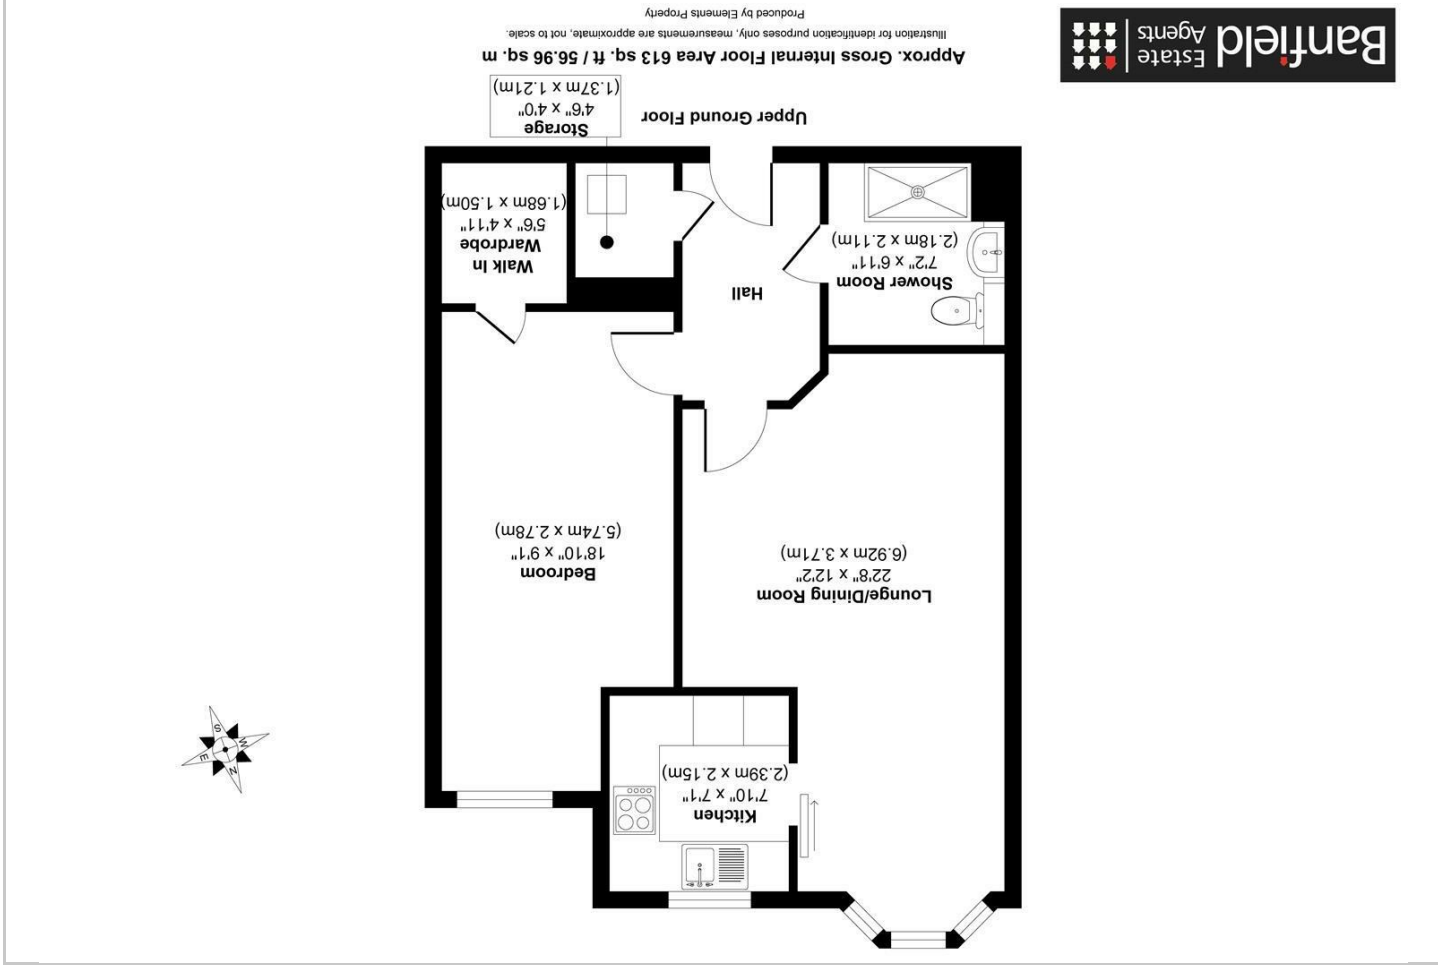 Kitchen
7'10" x 7'1"
(2.39m x 2.15m)
Lounge/Dining Room
22'8" x 12'2"
(6.92m x 3.71m)
Bedroom
18'10" x 9'1"
(5.74m x 2.78m)
N
E
W
S
Hall
Shower Room
7'2" x 6'11"
(2.18m x 2.11m)
Walk In
Wardrobe
5'6" x 4'11"
(1.68m x 1.50m)
Storage
4'6" x 4'0"
(1.37m x 1.21m)
Upper Ground Floor
Approx. Gross Internal Floor Area 613 sq. ft / 56.96 sq. m
Illustration for identification purposes only, measurements are approximate, not to scale.
Produced by Elements Property
Banfield
Estate
Agents